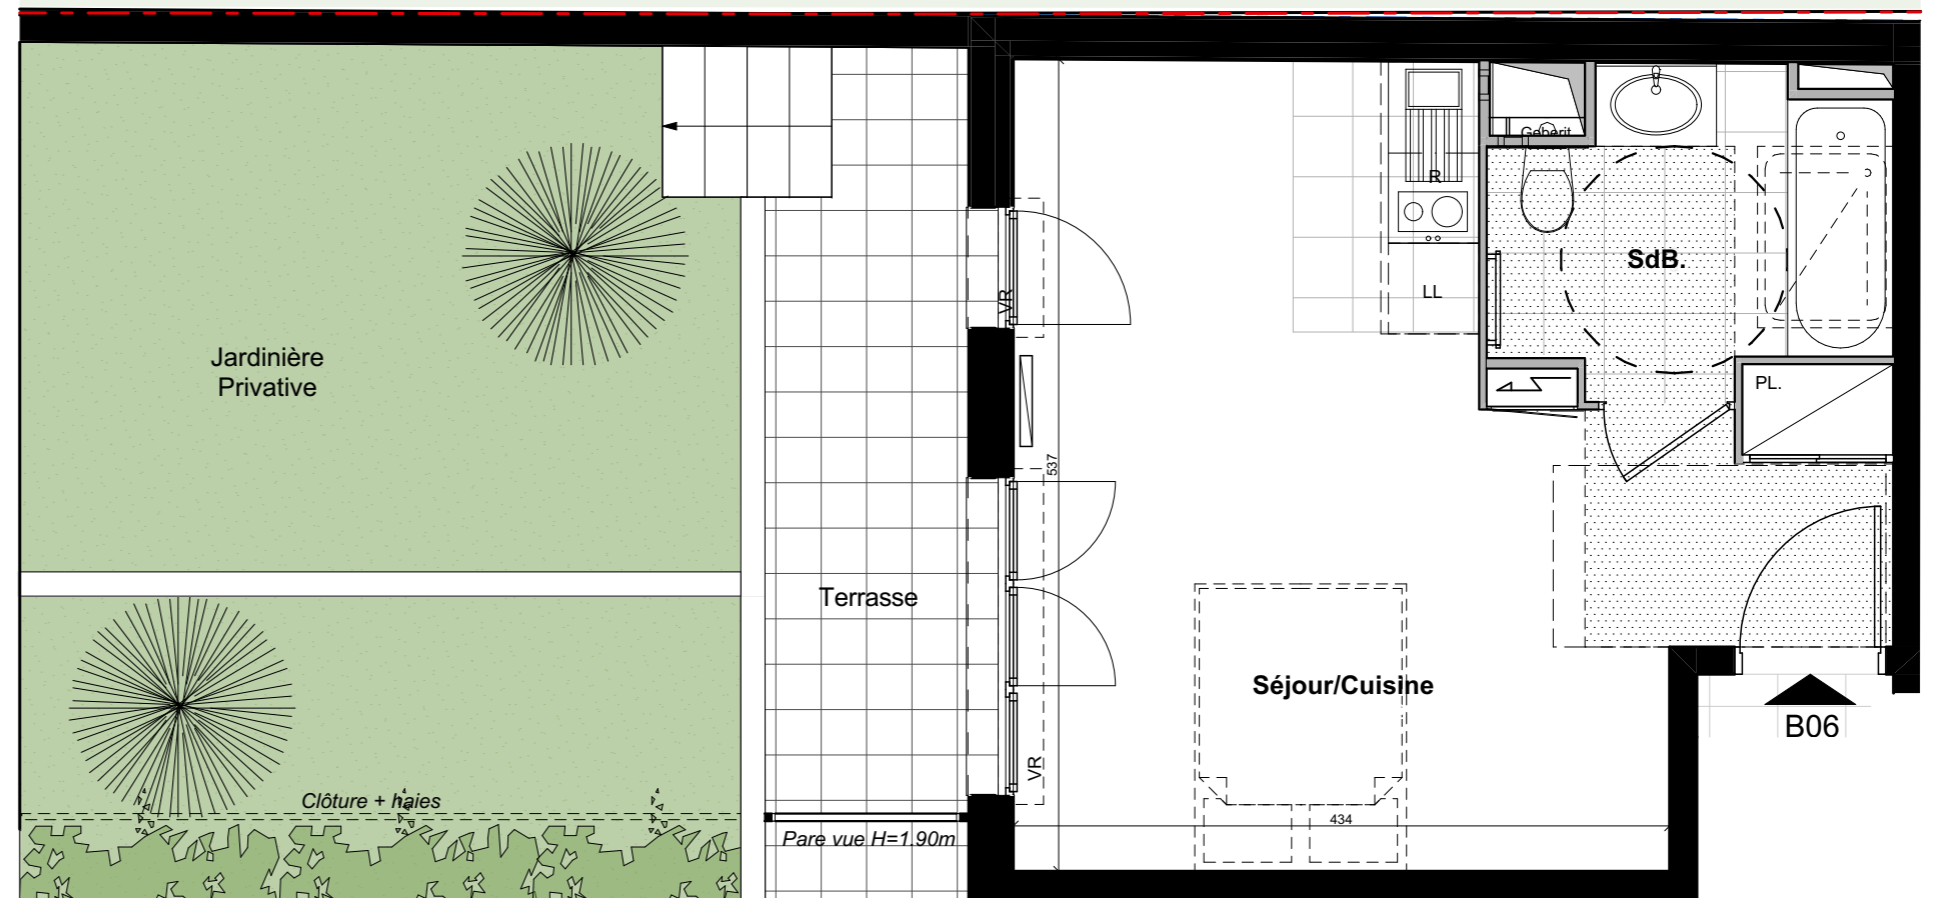 Geberit
R
VR
SdB.
LL
Jardinière
Privative
PL.
537
Terrasse
Séjour/Cuisine
B06
VR
Clôture + haies
434
Pare vue H=1.90m